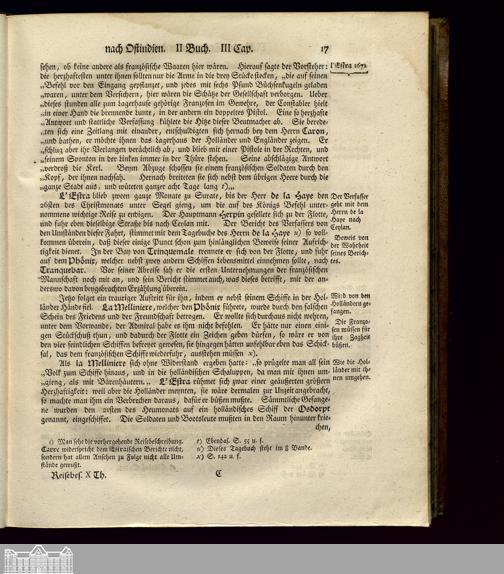 nach Ostindien. II Buch. III Cap. 17
sehen, ob keine andere als französische Waaren hier wären. Hierauf sagte der Vorsteher: l'Estra 1672
die herzhaftesten unter ihnen sollten nur die Arme in die drey Stücke stecken, „die auf seinen
„Befehl vor den Eingang gepflanzet, und jedes mit sechs Pfund Büchsenkugeln geladen
„waren, unter dem Versichern, hier wären die Schätze der Gesellschaft verborgen. Ueber
„dieses stunden alle zum Lagerhause gehörige Franzosen im Gewehre, der Constabler hielt
„in einer Hand die brennende Lunte, in der andern ein doppeltes Pistol. Eine so herzhafte
„Antwort und stattliche Verfassung kühlete die Hitze dieser Beutmacher ab. Sie berede-
„ten sich eine Zeitlang mit einander, entschuldigten sich hernach bey dem Herrn Caron,
„und bathen, er möchte ihnen das Lagerhaus der Holländer und Engländer zeigen. Er
„schlug aber ihr Verlangen verächtlich ab, und blieb mit einer Pistole in der Rechten, und
„seinem Sponton in der Linken immer in der Thüre stehen. Seine abschlägige Antwort
„verdroß die Kerl. Beym Abzuge schossen sie einem französischen Soldaten durch den
„Kopf, der ihnen nachsah. Hernach breiteten sie sich nebst dem übrigen Heere durch die
„ganze Stadt aus, und wüteten ganzer acht Tage lang t)„.
L'Estra blieb zween ganze Monate zu Surate, bis der Herr de la Haye den
26sten des Christmonats unter Segel gieng, um die auf des Königs Befehl unter-
nommene wichtige Reise zu endigen. Der Hauptmann Herpin gesellete sich zu der Flotte,
und fuhr eben dieselbige Straße bis nach Ceylan mit. Der Bericht des Verfassers von
den Umständen dieser Fahrt, stimmet mit dem Tagebuche des Herrn de la Haye u) so voll-
kommen überein, daß dieser einzige Punct schon zum hinlänglichen Beweise seiner Aufrich-
tigkeit dienet. In der Bay von Trinquemale trennete er sich von der Flotte, und fuhr
auf dem Phönix, welcher nebst zwey andern Schiffen Lebensmittel einnehmen sollte, nach
Tranquebar. Vor seiner Abreise sah er die ersten Unternehmungen der französischen
Mannschaft noch mit an, und sein Bericht stimmet auch, was dieses betrifft, mit der an-
derswo davon beygebrachten Erzählung überein.
Der Verfasser
geht mit dem
Herrn de la
Haye nach
Ceylan.
Beweis von
der Wahrheit
seines Berich-
tes.
Jetzo folget ein trauriger Auftritt für ihn, indem er nebst seinem Schiffe in der Hol-
länder Hände fiel. La Melliniere, welcher den Phönix führete, wurde durch den falschen
Schein des Friedens und der Freundschaft betrogen. Er wollte sich durchaus nicht wehren,
unter dem Vorwande, der Admiral habe es ihm nicht befohlen. Er hätte nur einen eini-
gen Stückschuß thun, und dadurch der Flotte ein Zeichen geben dürfen, so wäre er von
den vier feindlichen Schiffen befreyet gewesen, sie hingegen hätten unfehlbar eben das Schick-
sal, das dem französischen Schiffe wiederfuhr, ausstehen müssen x).
Wird von den
Holländern ge-
fangen.
Die Franzo-
sen müssen für
ihre Zagheit
büßen.
Als la Melliniere sich ohne Widerstand ergeben hatte: „so prügelte man all sein
„Volk zum Schiffe hinaus, und in die holländischen Schaluppen, da man mit ihnen um-
„gieng, als mit Bärenhäutern.„ L'Estra rühmet sich zwar einer geäußerten größern
Herzhaftigkeit: weil aber die Holländer meynten, sie wäre dermalen zur Unzeit angebracht,
so machte man ihm ein Verbrechen daraus, dafür er büßen mußte. Sämmtliche Gefange-
ne wurden den 21sten des Heumonats auf ein holländisches Schiff der Osdorpt
genannt, eingeschiffet. Die Soldaten und Bootsleute mußten in den Raum hinunter krie-
chen,
Wie die Hol-
länder mit ih-
nen umgehen.
t) Man sehe die vorhergehende Reisebeschreibung.
Carre widerspricht dem Estraischen Berichte nicht,
sondern hat allem Ansehen zu Folge nicht alle Um-
stände gewußt.
Reisebes. X Th.
t) Ebendas. S. 55 u. f.
u) Dieses Tagebuch steht im 8 Bande.
x) S. 142 u. f.
C